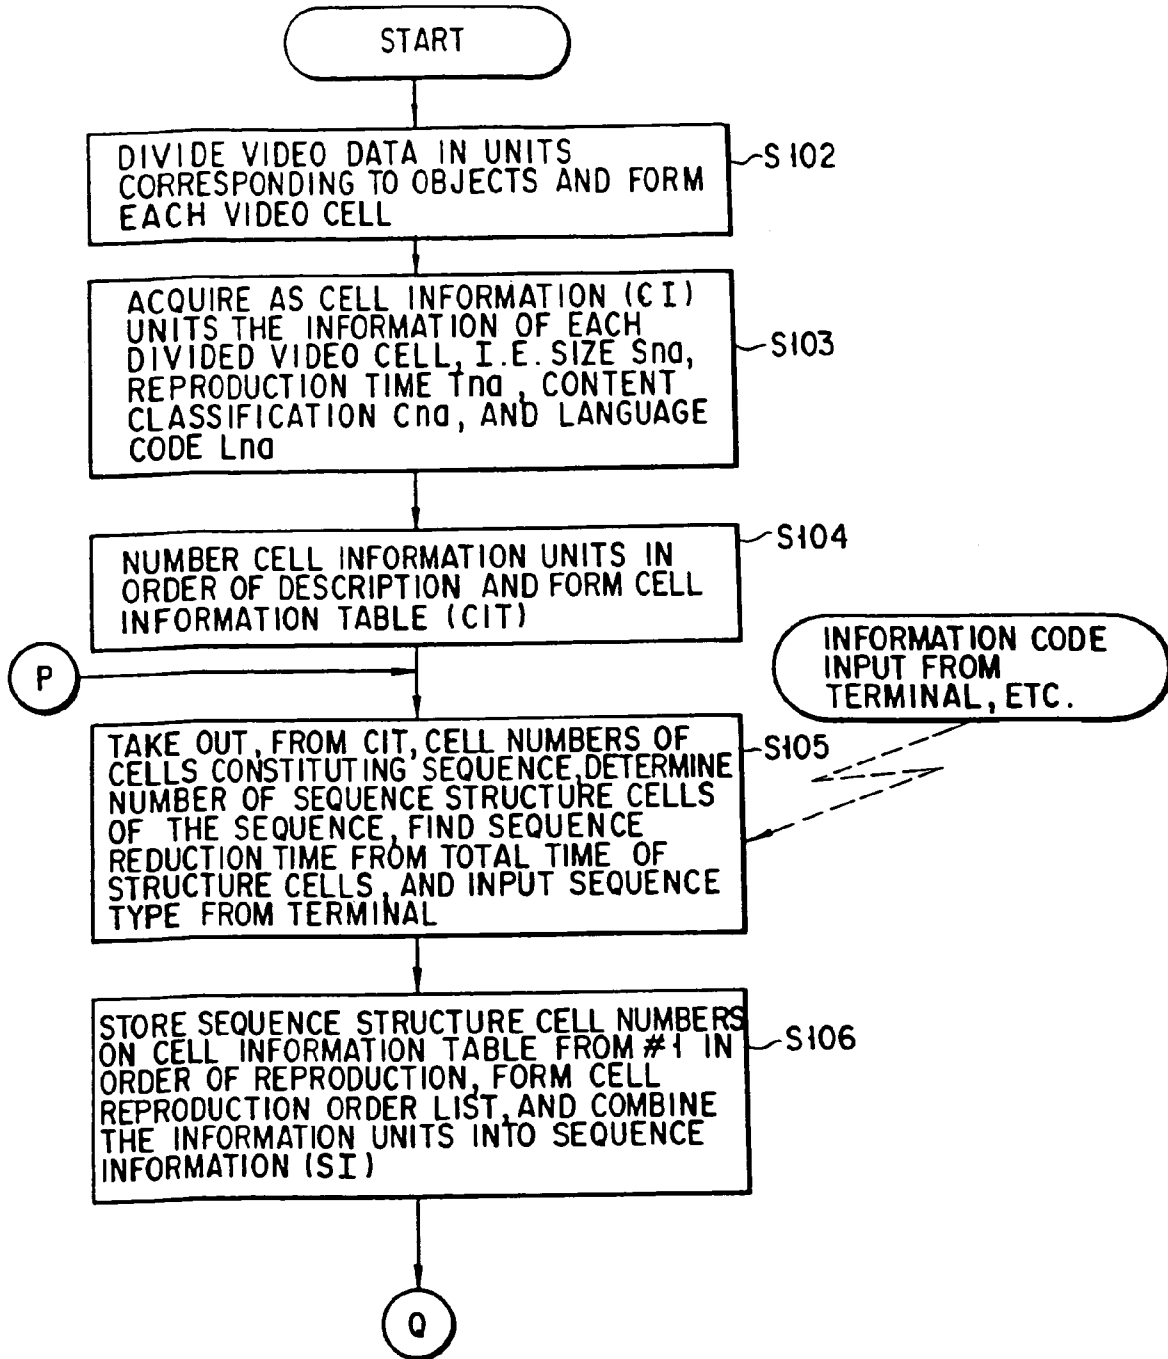 START
DIVIDE VIDEO DATA IN UNITS
CORRESPONDING TO OBJECTS AND FORM
EACH VIDEO CELL
S102
ACQUIRE AS CELL INFORMATION (CI)
UNITS THE INFORMATION OF EACH
DIVIDED VIDEO CELL, I.E. SIZE Sna,
REPRODUCTION TIME Tna, CONTENT
CLASSIFICATION Cna, AND LANGUAGE
CODE Lna
S103
NUMBER CELL INFORMATION UNITS IN
ORDER OF DESCRIPTION AND FORM CELL
INFORMATION TABLE (CIT)
S104
P
INFORMATION CODE
INPUT FROM
TERMINAL, ETC.
TAKE OUT, FROM CIT, CELL NUMBERS OF
CELLS CONSTITUTING SEQUENCE, DETERMINE
NUMBER OF SEQUENCE STRUCTURE CELLS
OF THE SEQUENCE, FIND SEQUENCE
REDUCTION TIME FROM TOTAL TIME OF
STRUCTURE CELLS, AND INPUT SEQUENCE
TYPE FROM TERMINAL
S105
STORE SEQUENCE STRUCTURE CELL NUMBERS
ON CELL INFORMATION TABLE FROM #1 IN
ORDER OF REPRODUCTION, FORM CELL
REPRODUCTION ORDER LIST, AND COMBINE
THE INFORMATION UNITS INTO SEQUENCE
INFORMATION (SI)
S106
Q